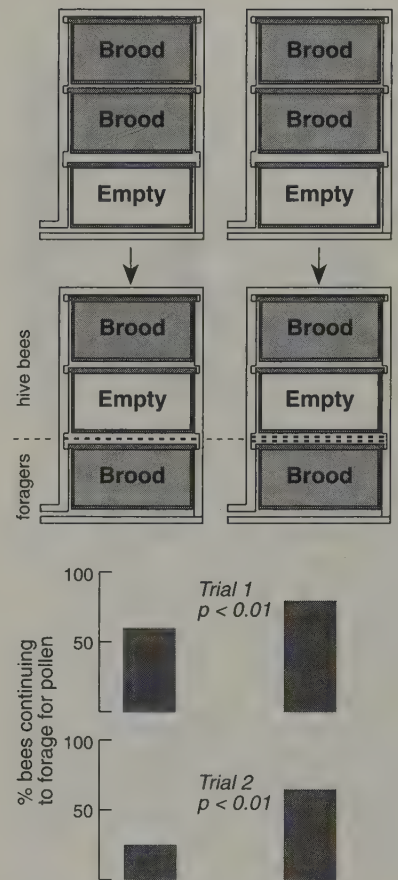 Brood Brood
Brood Brood
Empty Empty
hive bees
Brood Brood
Empty Empty
foragers
Brood Brood
% bees continuing
to forage for pollen
100
50
Trial 1
p < 0.01
100
50
Trial 2
p < 0.01